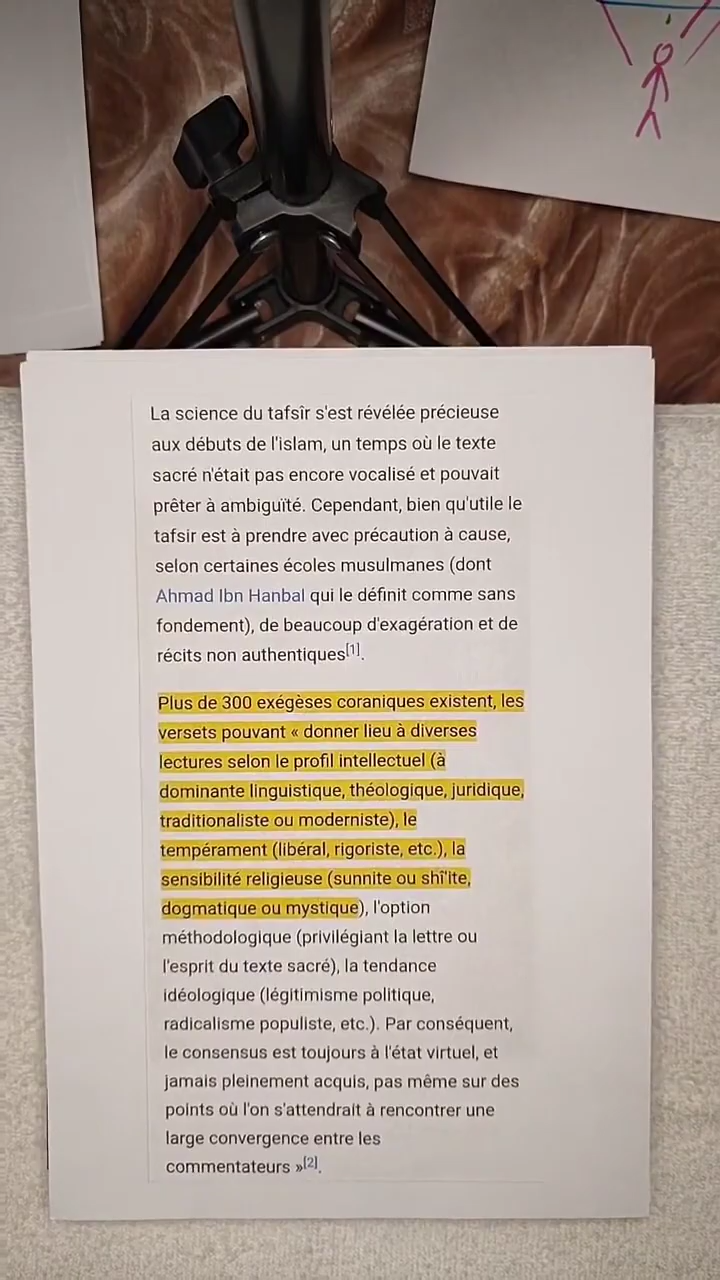 La science du tafsîr s'est révélée précieuse
aux débuts de l'islam, un temps où le texte
sacré n'était pas encore vocalisé et pouvait
prêter à ambiguïté. Cependant, bien qu'utile le
tafsir est à prendre avec précaution à cause,
selon certaines écoles musulmanes (dont
Ahmad Ibn Hanbal qui le définit comme sans
fondement), de beaucoup d'exagération et de
récits non authentiques[1].
Plus de 300 exégèses coraniques existent, les
versets pouvant « donner lieu à diverses
lectures selon le profil intellectuel (à
dominante linguistique, théologique, juridique,
traditionaliste ou moderniste), le
tempérament (libéral, rigoriste, etc.), la
sensibilité religieuse (sunnite ou shî'ite,
dogmatique ou mystique), l'option
méthodologique (privilégiant la lettre ou
l'esprit du texte sacré), la tendance
idéologique (légitimisme politique,
radicalisme populiste, etc.). Par conséquent,
le consensus est toujours à l'état virtuel, et
jamais pleinement acquis, pas même sur des
points où l'on s'attendrait à rencontrer une
large convergence entre les
commentateurs »[2].